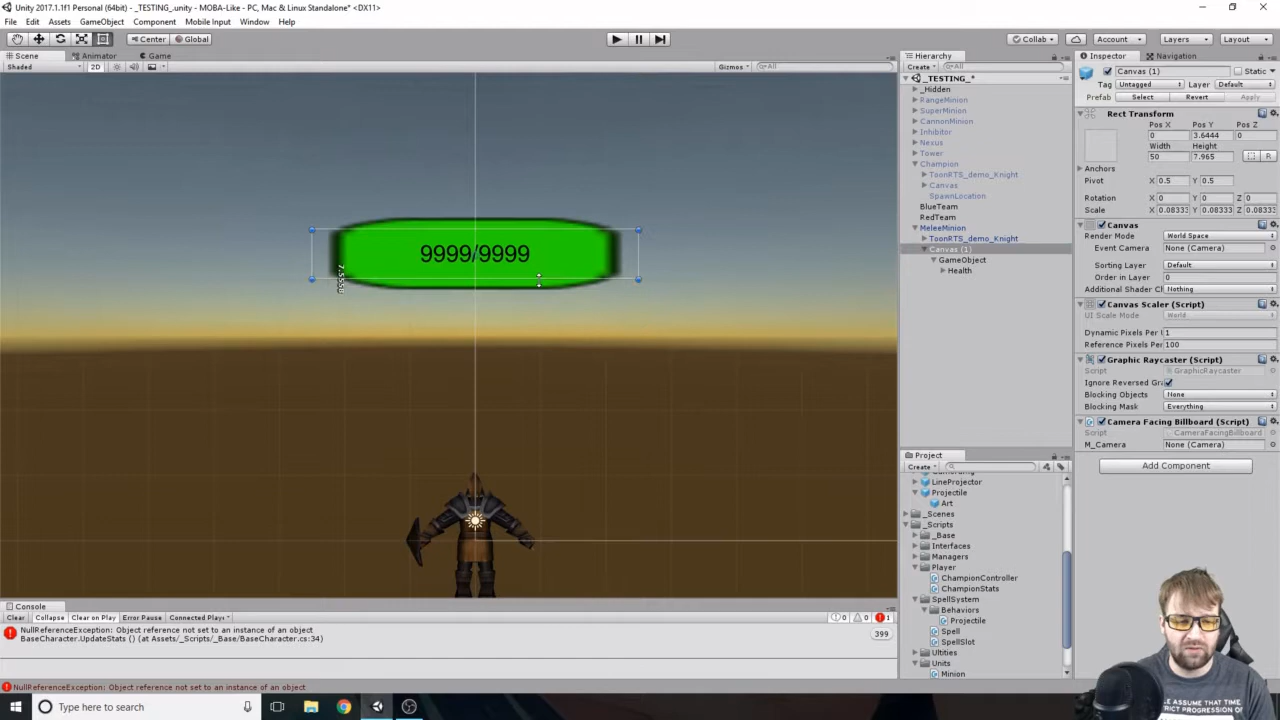 Unity 2017.1.1f1 Personal (64bit) - _TESTING_.unity - MOBA-Like - PC, Mac & Linux Standalone* <DX11>
File Edit Assets GameObject Component Mobile Input Window Help
Center Global Collab Account Layers Layout
Scene Animator Game
Shaded 2D Gizmos All
9999/9999
7.5558
Hierarchy
Create All
_TESTING_*
_Hidden
RangeMinion
SuperMinion
CannonMinion
Inhibitor
Nexus
Tower
Champion
ToonRTS_demo_Knight
Canvas
SpawnLocation
BlueTeam
RedTeam
MeleeMinion
ToonRTS_demo_Knight
Canvas (1)
GameObject
Health
Project
Create
LineProjector
Projectile
Art
_Scenes
_Scripts
_Base
Interfaces
Managers
Player
ChampionController
ChampionStats
SpellSystem
Behaviors
Projectile
Spell
SpellSlot
Ultities
Units
Minion
Inspector Navigation
Canvas (1) Static
Tag Untagged Layer Default
Prefab Select Revert Apply
Rect Transform
Pos X Pos Y Pos Z
0 3.6444 0
Width Height
50 7.965 R
Anchors
Pivot X 0.5 Y 0.5
Rotation X 0 Y 0 Z 0
Scale X 0.08333 Y 0.08333 Z 0.08333
Canvas
Render Mode World Space
Event Camera None (Camera)
Sorting Layer Default
Order in Layer 0
Additional Shader Cl Nothing
Canvas Scaler (Script)
UI Scale Mode World
Dynamic Pixels Per U 1
Reference Pixels Per 100
Graphic Raycaster (Script)
Script GraphicRaycaster
Ignore Reversed Gra
Blocking Objects None
Blocking Mask Everything
Camera Facing Billboard (Script)
Script CameraFacingBillboard
M_Camera None (Camera)
Add Component
Console
Clear Collapse Clear on Play Error Pause Connected Player 0 0 1
NullReferenceException: Object reference not set to an instance of an object
BaseCharacter.UpdateStats () (at Assets/_Scripts/_Base/BaseCharacter.cs:34)
399
NullReferenceException: Object reference not set to an instance of an object
Type here to search